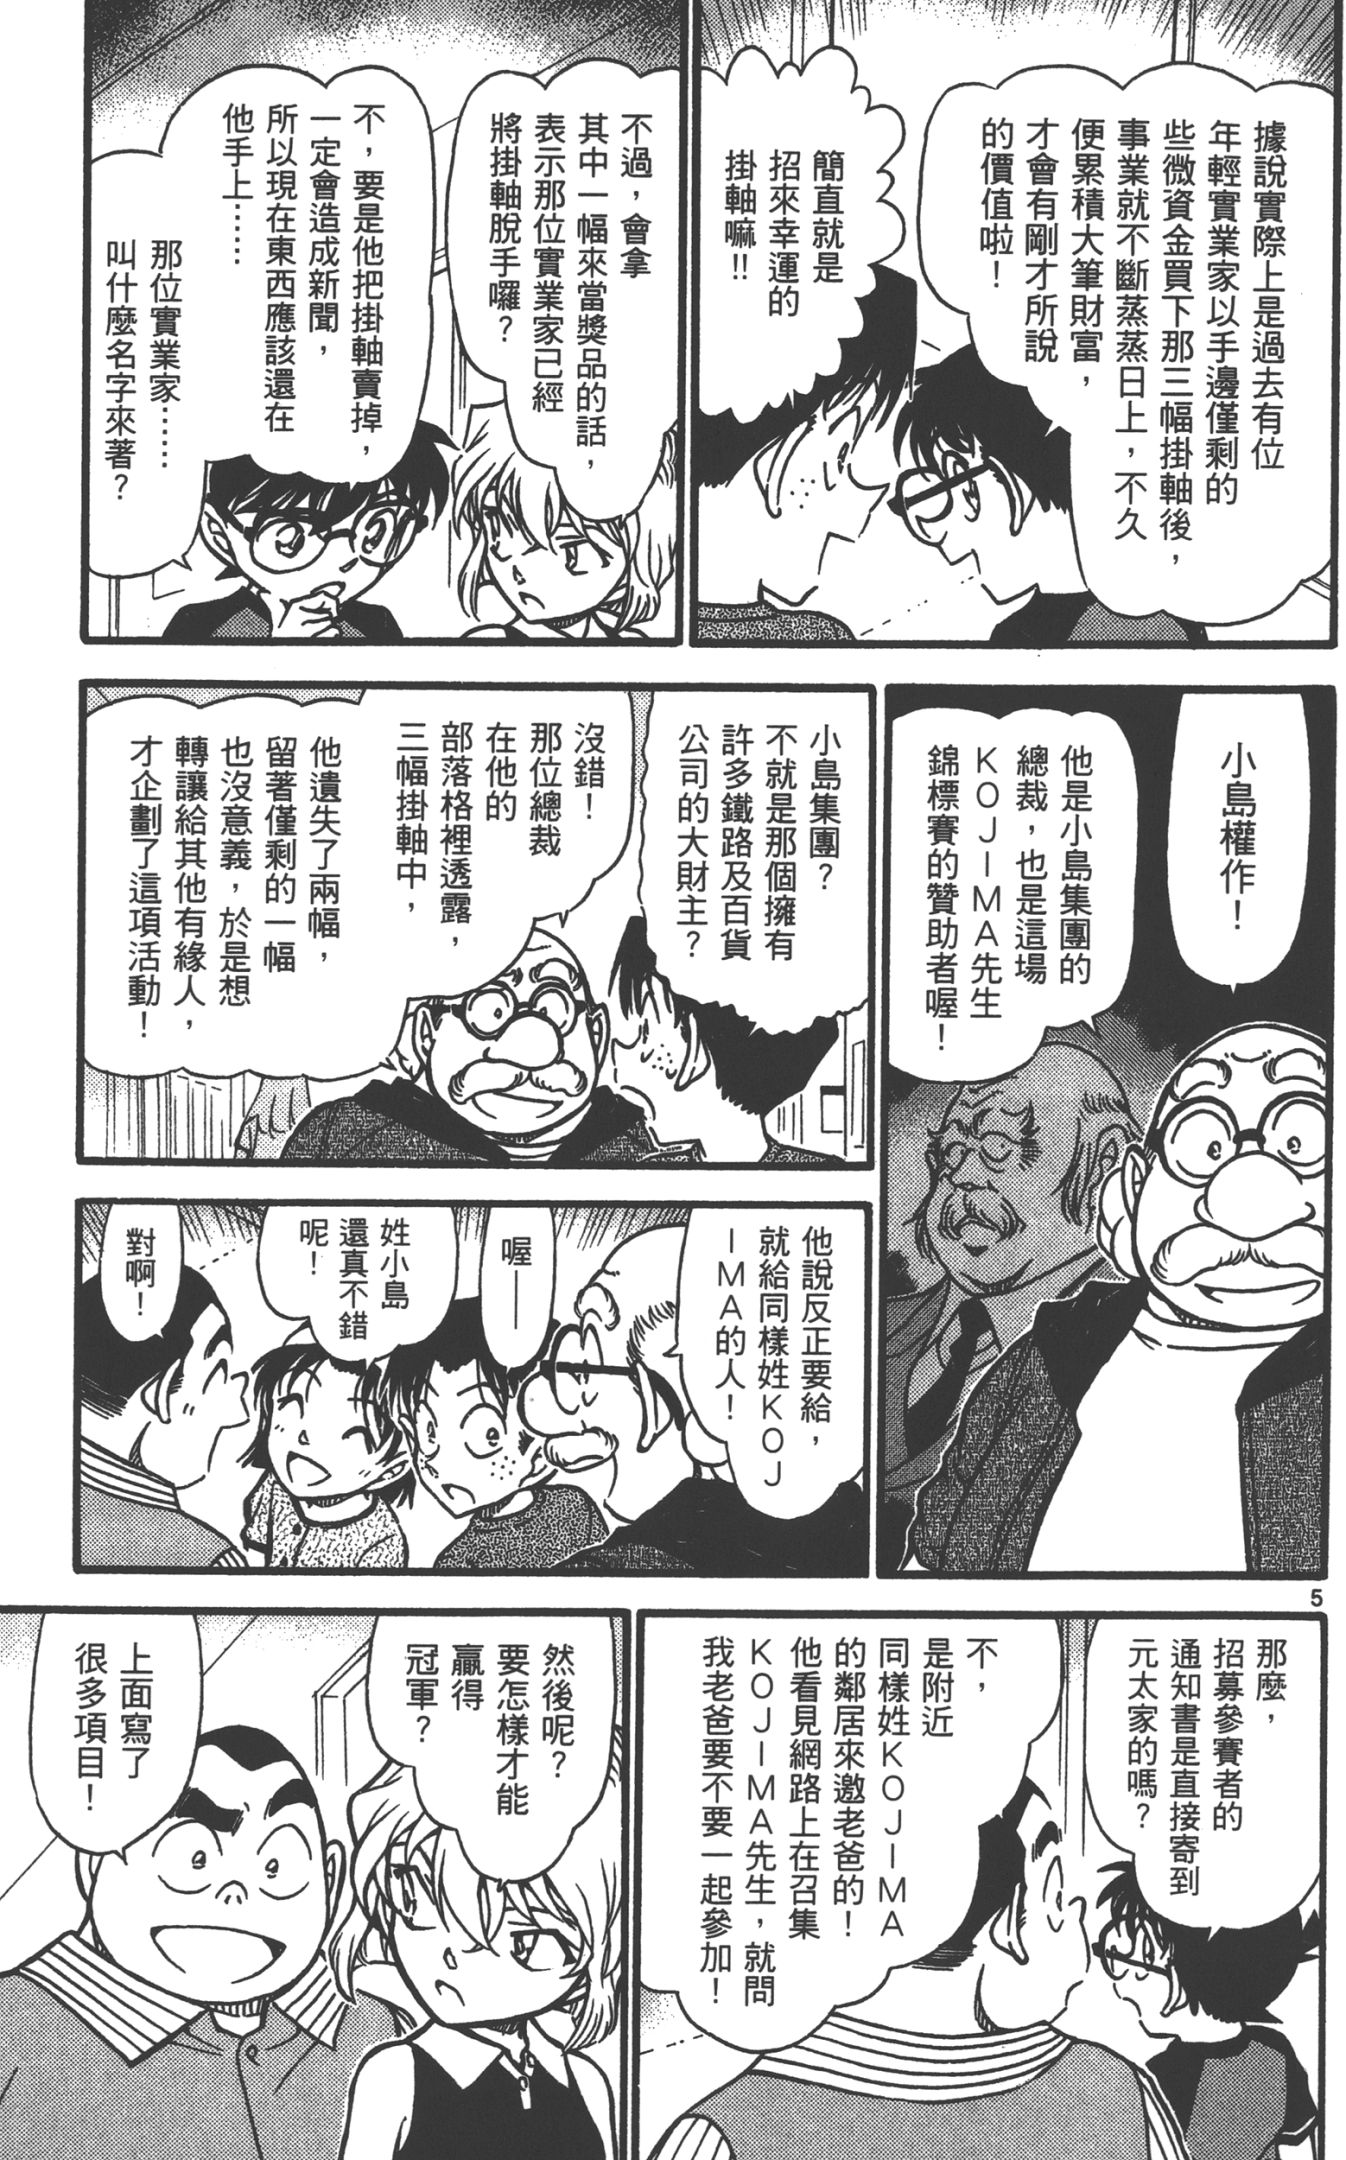 據說實際上是過去有位
年輕實業家以手邊僅剩的
些微資金買下那三幅掛軸後，
事業就不斷蒸蒸日上，不久
便累積大筆財富，
才會有剛才所說
的價值啦！
簡直就是
招來幸運的
掛軸嘛!!
不過，會拿
其中一幅來當獎品的話，
表示那位實業家已經
將掛軸脫手囉？
不，要是他把掛軸賣掉，
一定會造成新聞，
所以現在東西應該還在
他手上……
那位實業家……
叫什麼名字來著？
小島權作！
他是小島集團的
總裁，也是這場
KOJIMA先生
錦標賽的贊助者喔！
小島集團？
不就是那個擁有
許多鐵路及百貨
公司的大財主？
沒錯！
那位總裁
在他的
部落格裡透露，
三幅掛軸中，
他遺失了兩幅，
留著僅剩的一幅
也沒意義，於是想
轉讓給其他有緣人，
才企劃了這項活動！
他說反正要給，
就給同樣姓KOJ
IMA的人！
喔——
姓小島
還真不錯
呢！
對啊！
5
那麼，
招募參賽者的
通知書是直接寄到
元太家的嗎？
不，
是附近
同樣姓KOJIMA
的鄰居來邀老爸的！
他看見網路上在召集
KOJIMA先生，就問
我老爸要不要一起參加！
然後呢？
要怎樣才能
贏得
冠軍？
上面寫了
很多項目！